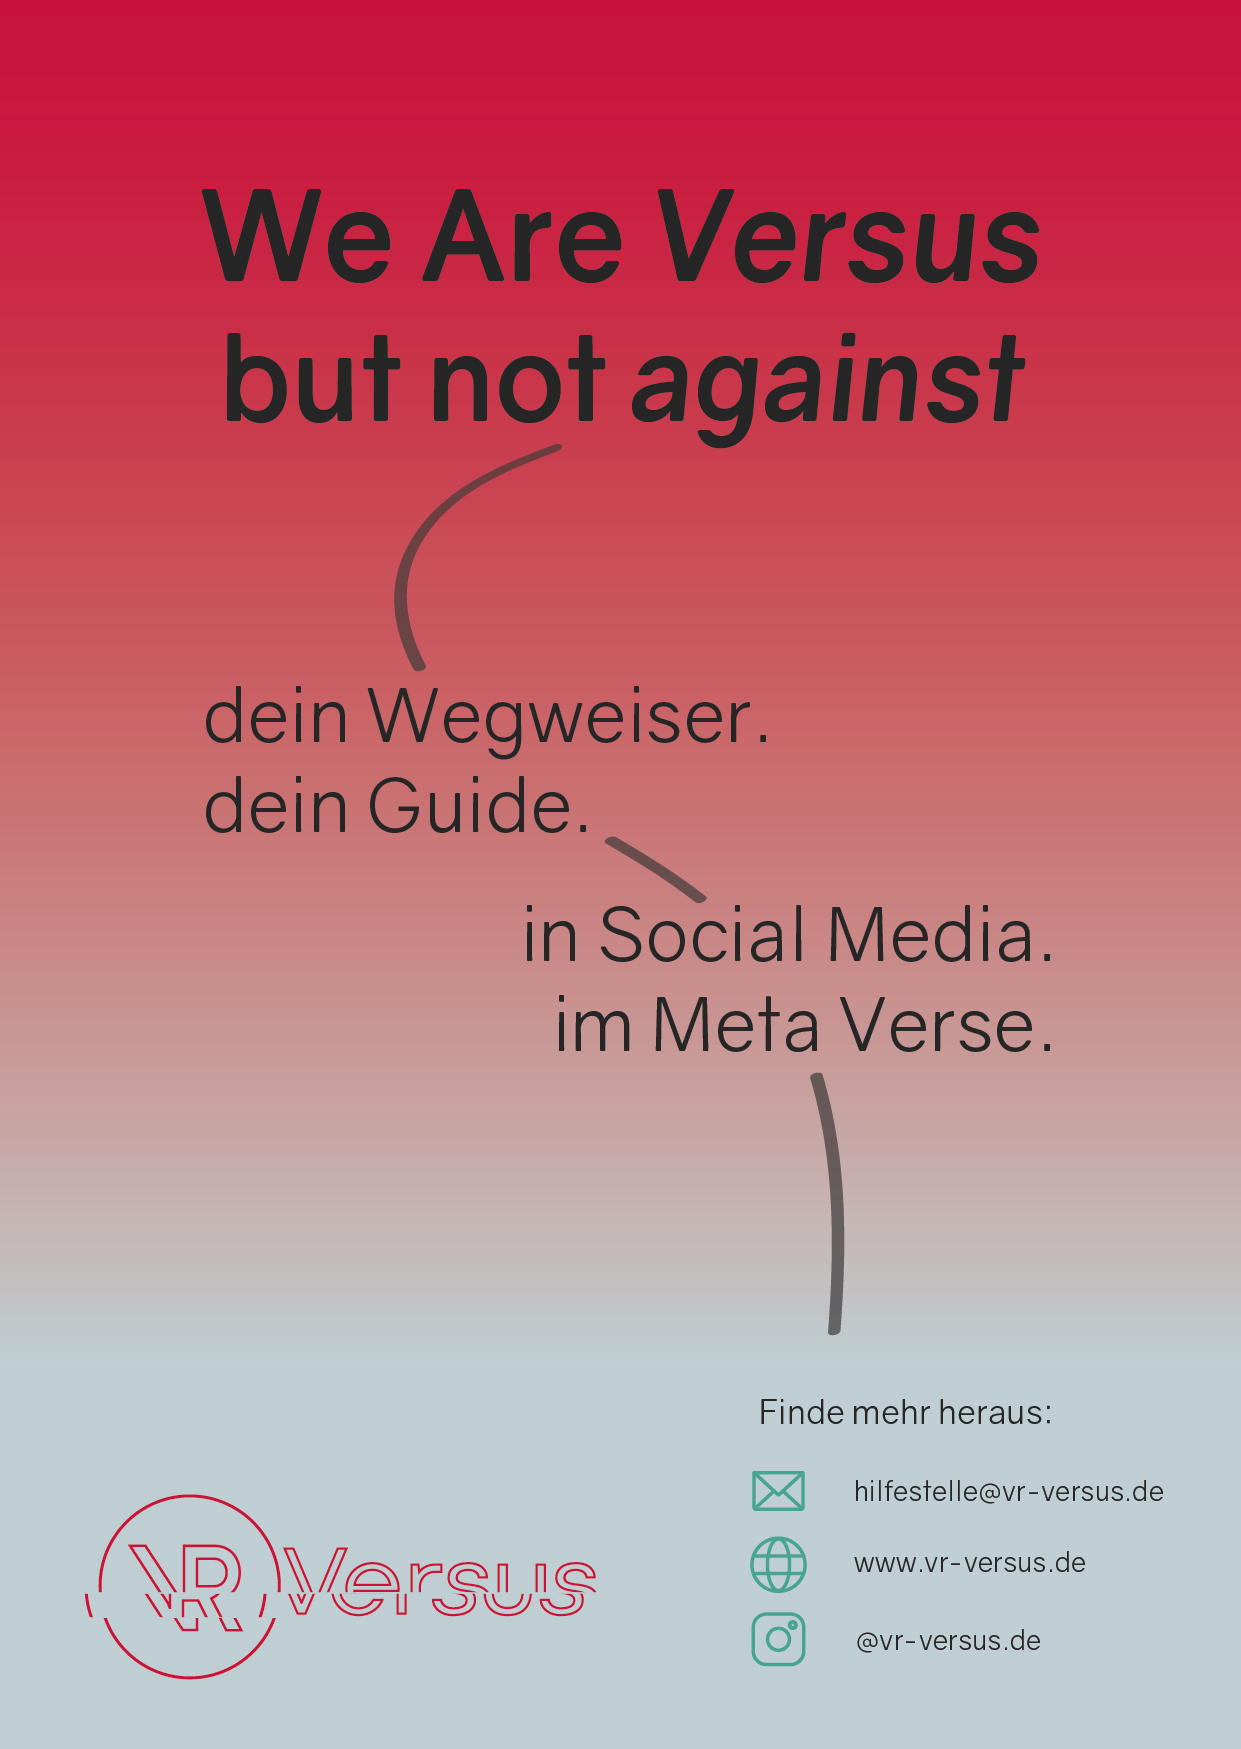 We Are Versus
but not against
dein Wegweiser.
dein Guide.
in Social Media.
im Meta Verse.
Finde mehr heraus:
hilfestelle@vr-versus.de
www.vr-versus.de
@vr-versus.de
VR Versus